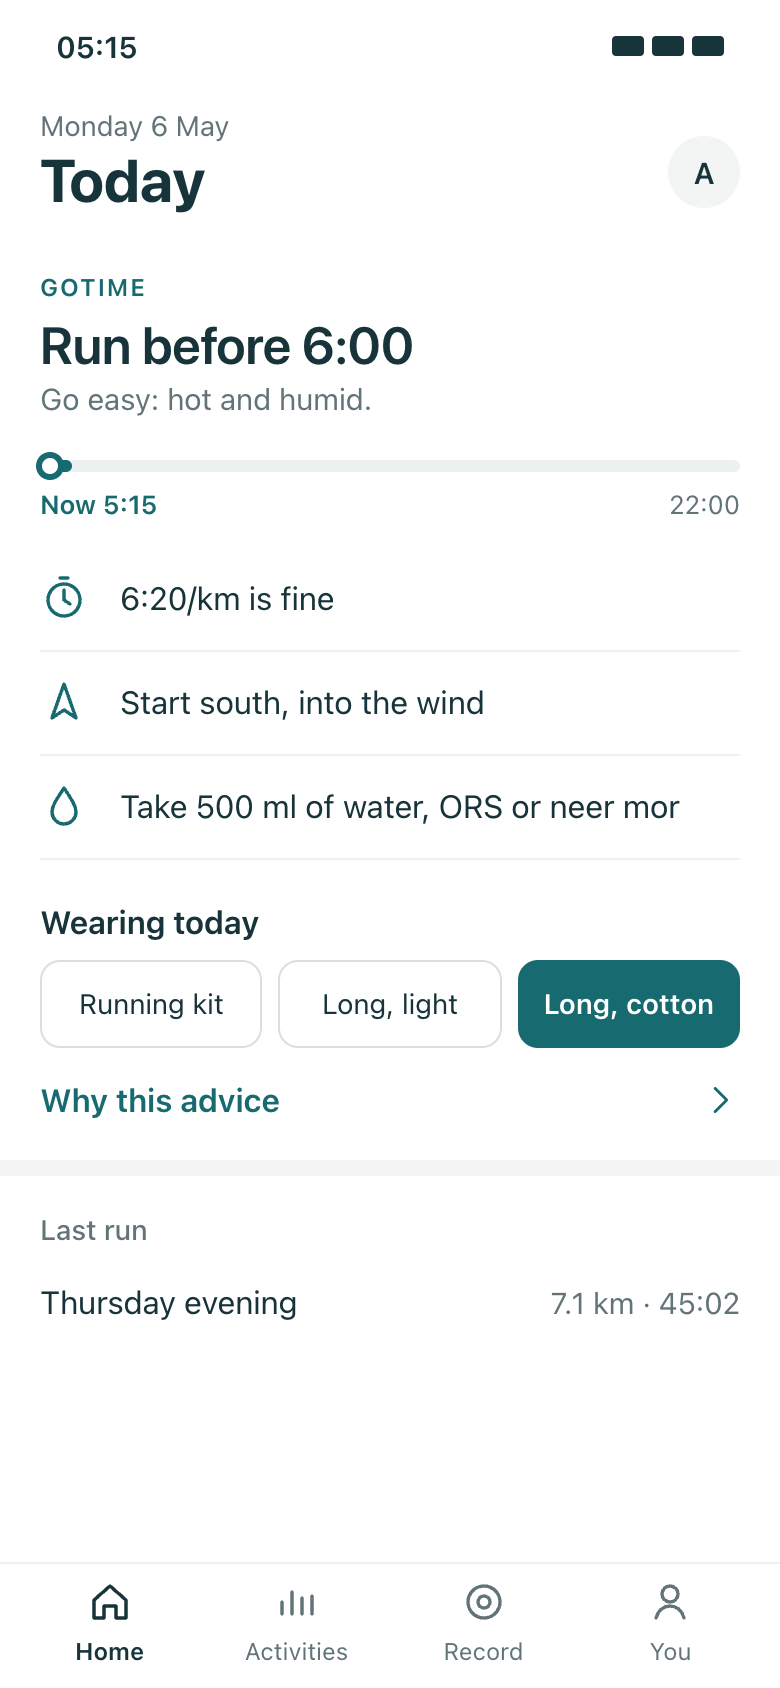 05:15
Monday 6 May
Today
A
GOTIME
Run before 6:00
Go easy: hot and humid.
Now 5:15
22:00
6:20/km is fine
Start south, into the wind
Take 500 ml of water, ORS or neer mor
Wearing today
Running kit
Long, light
Long, cotton
Why this advice
Last run
Thursday evening
7.1 km · 45:02
Home
Activities
Record
You